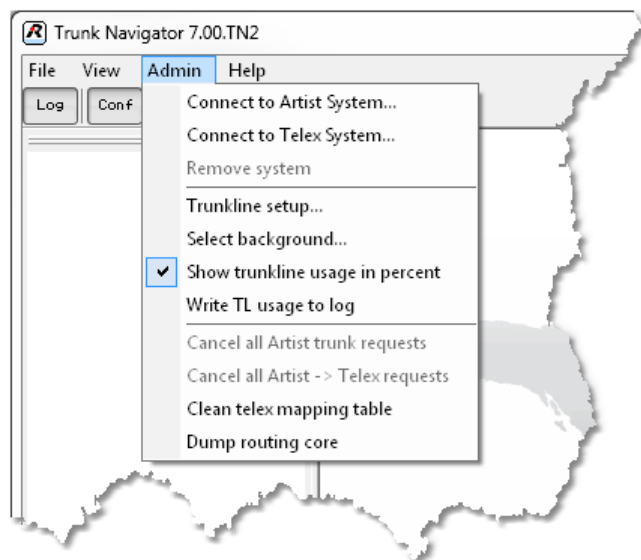 Trunk Navigator 7.00.TN2
File View Admin Help
Log Conf
Connect to Artist System...
Connect to Telex System...
Remove system
Trunkline setup...
Select background...
Show trunkline usage in percent
Write TL usage to log
Cancel all Artist trunk requests
Cancel all Artist -> Telex requests
Clean telex mapping table
Dump routing core